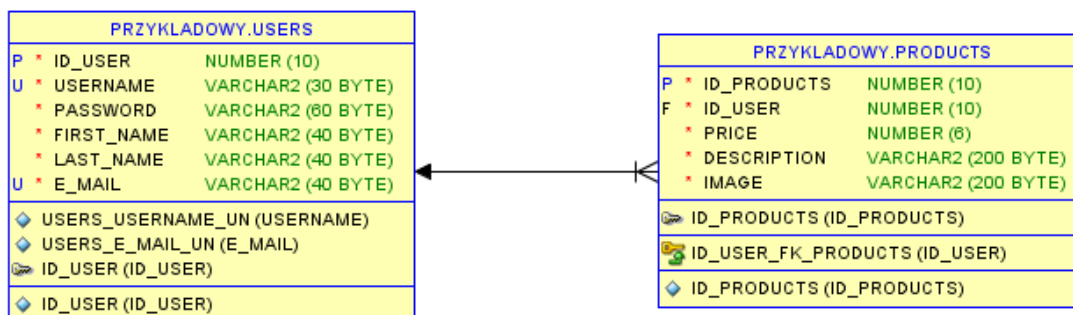 PRZYKLADOWY.USERS
P * ID_USER NUMBER (10)
U * USERNAME VARCHAR2 (30 BYTE)
* PASSWORD VARCHAR2 (60 BYTE)
* FIRST_NAME VARCHAR2 (40 BYTE)
* LAST_NAME VARCHAR2 (40 BYTE)
U * E_MAIL VARCHAR2 (40 BYTE)
USERS_USERNAME_UN (USERNAME)
USERS_E_MAIL_UN (E_MAIL)
ID_USER (ID_USER)
ID_USER (ID_USER)
PRZYKLADOWY.PRODUCTS
P * ID_PRODUCTS NUMBER (10)
F * ID_USER NUMBER (10)
* PRICE NUMBER (6)
* DESCRIPTION VARCHAR2 (200 BYTE)
* IMAGE VARCHAR2 (200 BYTE)
ID_PRODUCTS (ID_PRODUCTS)
ID_USER_FK_PRODUCTS (ID_USER)
ID_PRODUCTS (ID_PRODUCTS)